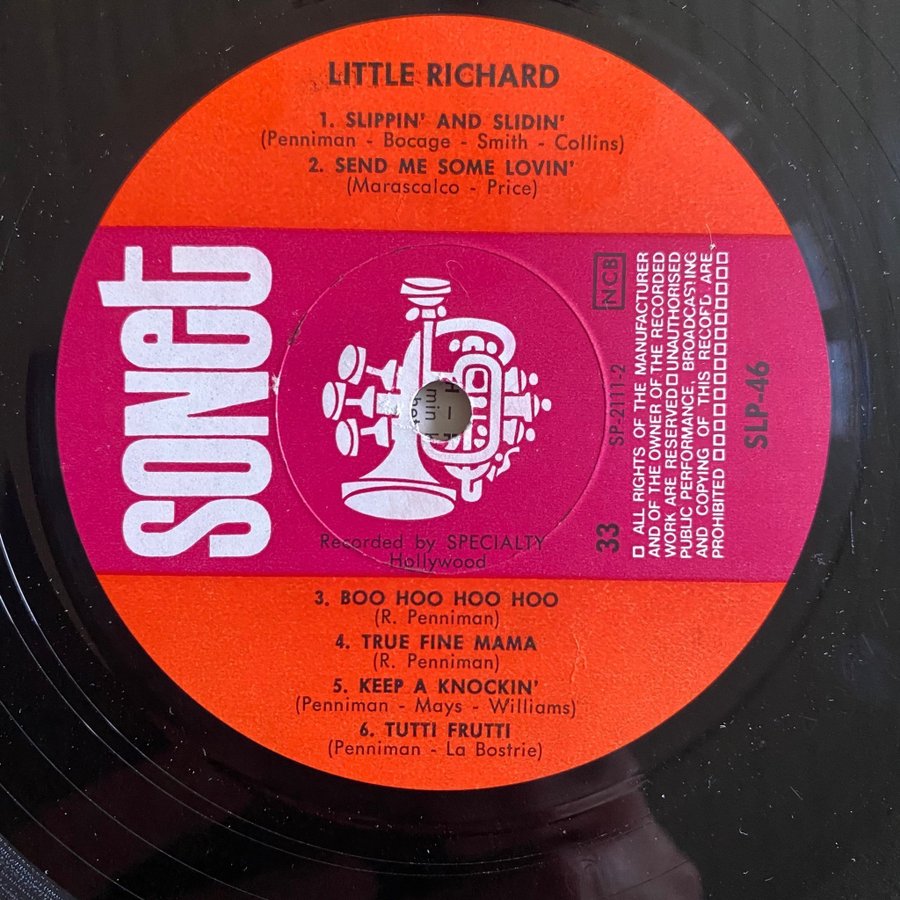 LITTLE RICHARD
1. SLIPPIN' AND SLIDIN'
(Penniman - Bocage - Smith - Collins)
2. SEND ME SOME LOVIN'
(Marascalco - Price)
SONET
Recorded by SPECIALTY
Hollywood
NCB
33
SP-2111-2
ALL RIGHTS OF THE MANUFACTURER
AND OF THE OWNER OF THE RECORDED
WORK ARE RESERVED UNAUTHORISED
PUBLIC PERFORMANCE, BROADCASTING
AND COPYING OF THIS RECORD ARE
PROHIBITED
SLP-46
3. BOO HOO HOO HOO
(R. Penniman)
4. TRUE FINE MAMA
(R. Penniman)
5. KEEP A KNOCKIN'
(Penniman - Mays - Williams)
6. TUTTI FRUTTI
(Penniman - La Bostrie)